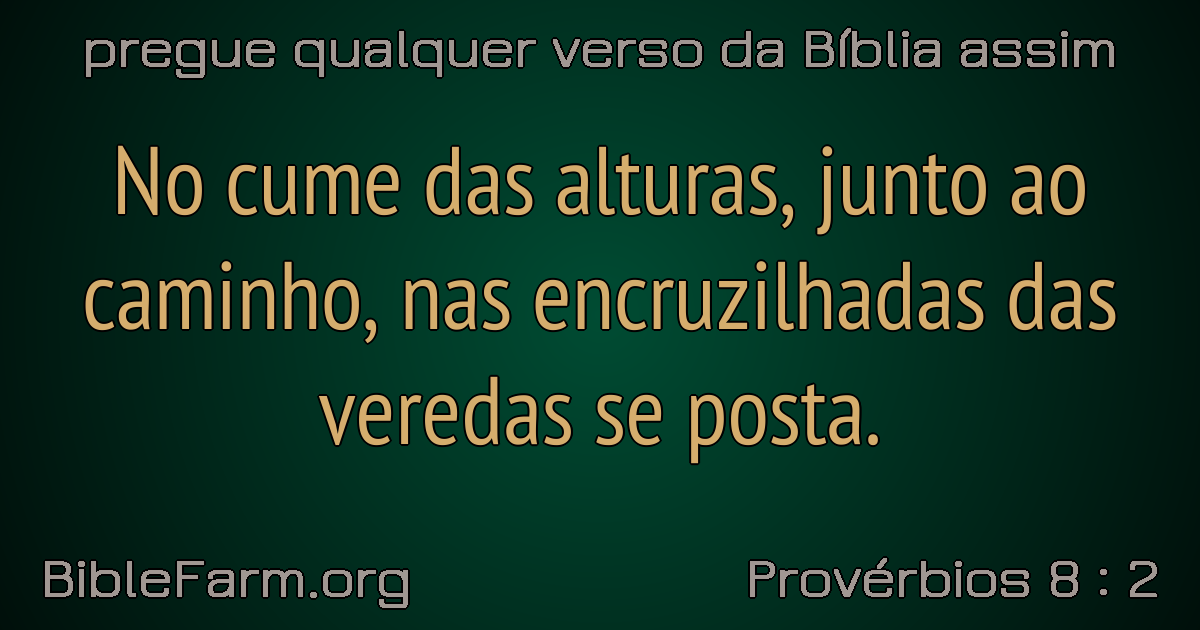 pregue qualquer verso da Bíblia assim
No cume das alturas, junto ao
caminho, nas encruzilhadas das
veredas se posta.
BibleFarm.org
Provérbios 8 : 2